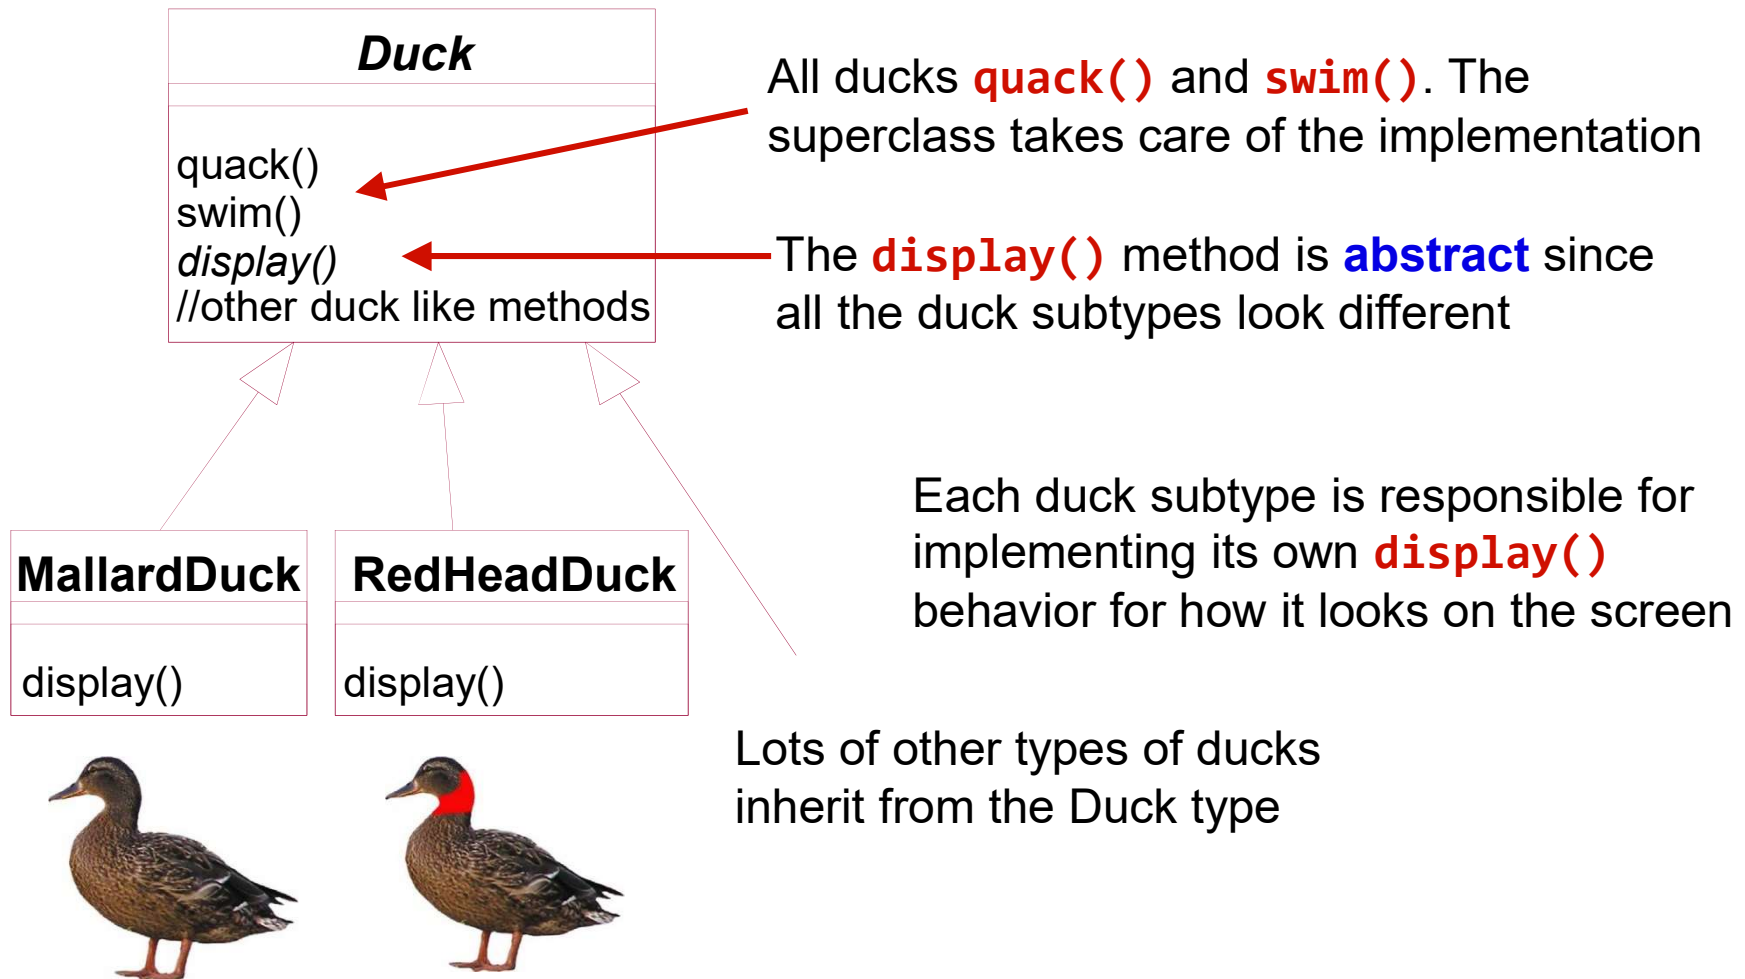 Duck
quack()
swim()
display()
//other duck like methods
All ducks quack() and swim(). The
superclass takes care of the implementation
The display() method is abstract since
all the duck subtypes look different
Each duck subtype is responsible for
implementing its own display()
behavior for how it looks on the screen
MallardDuck
display()
RedHeadDuck
display()
Lots of other types of ducks
inherit from the Duck type